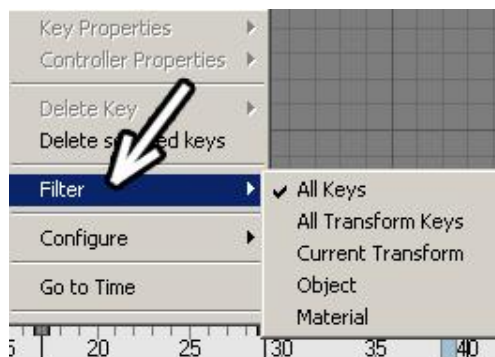 Key Properties
Controller Properties
Delete Key
Delete selected keys
Filter
Configure
Go to Time
All Keys
All Transform Keys
Current Transform
Object
Material
20 25 30 35 40